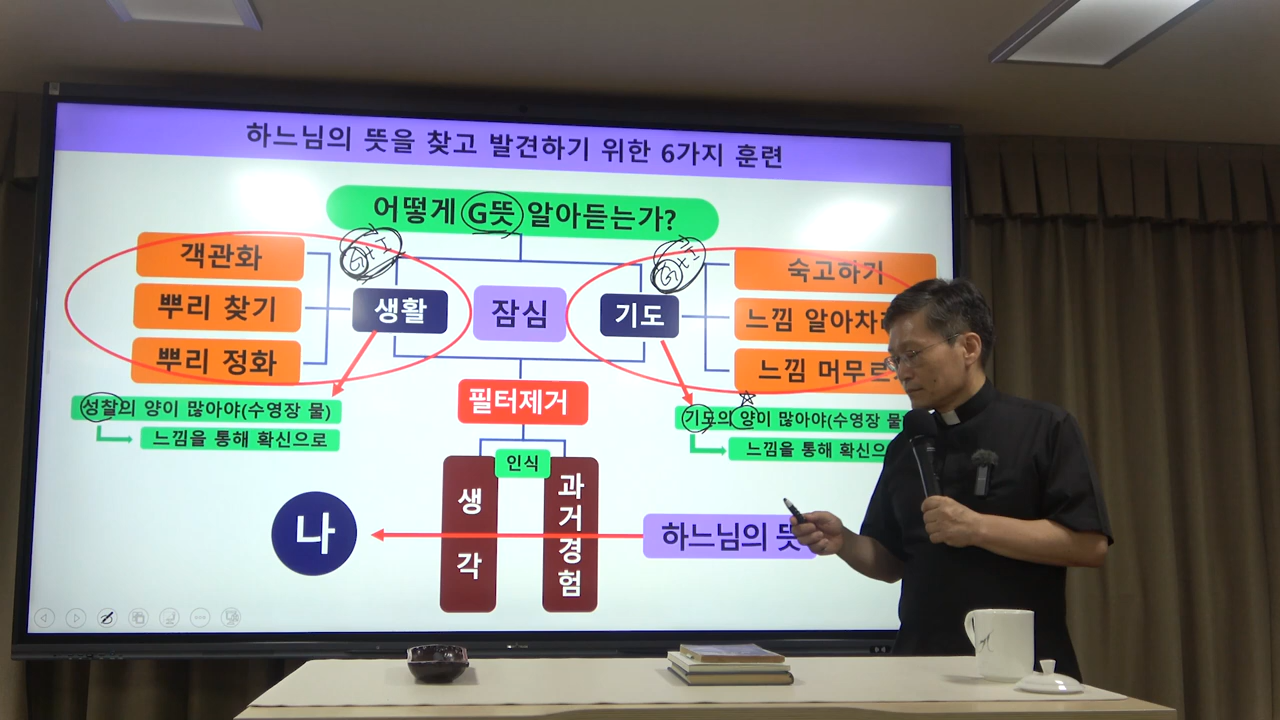 하느님의 뜻을 찾고 발견하기 위한 6가지 훈련
어떻게 G뜻 알아듣는가?
객관화
뿌리 찾기
뿌리 정화
G+I
생활
잠심
G+I
기도
숙고하기
느낌 알아차
느낌 머무르
성찰의 양이 많아야(수영장 물)
느낌을 통해 확신으로
필터제거
기도의 양이 많아야(수영장 물
느낌을 통해 확신으
인식
생각
과거경험
나
하느님의 뜻